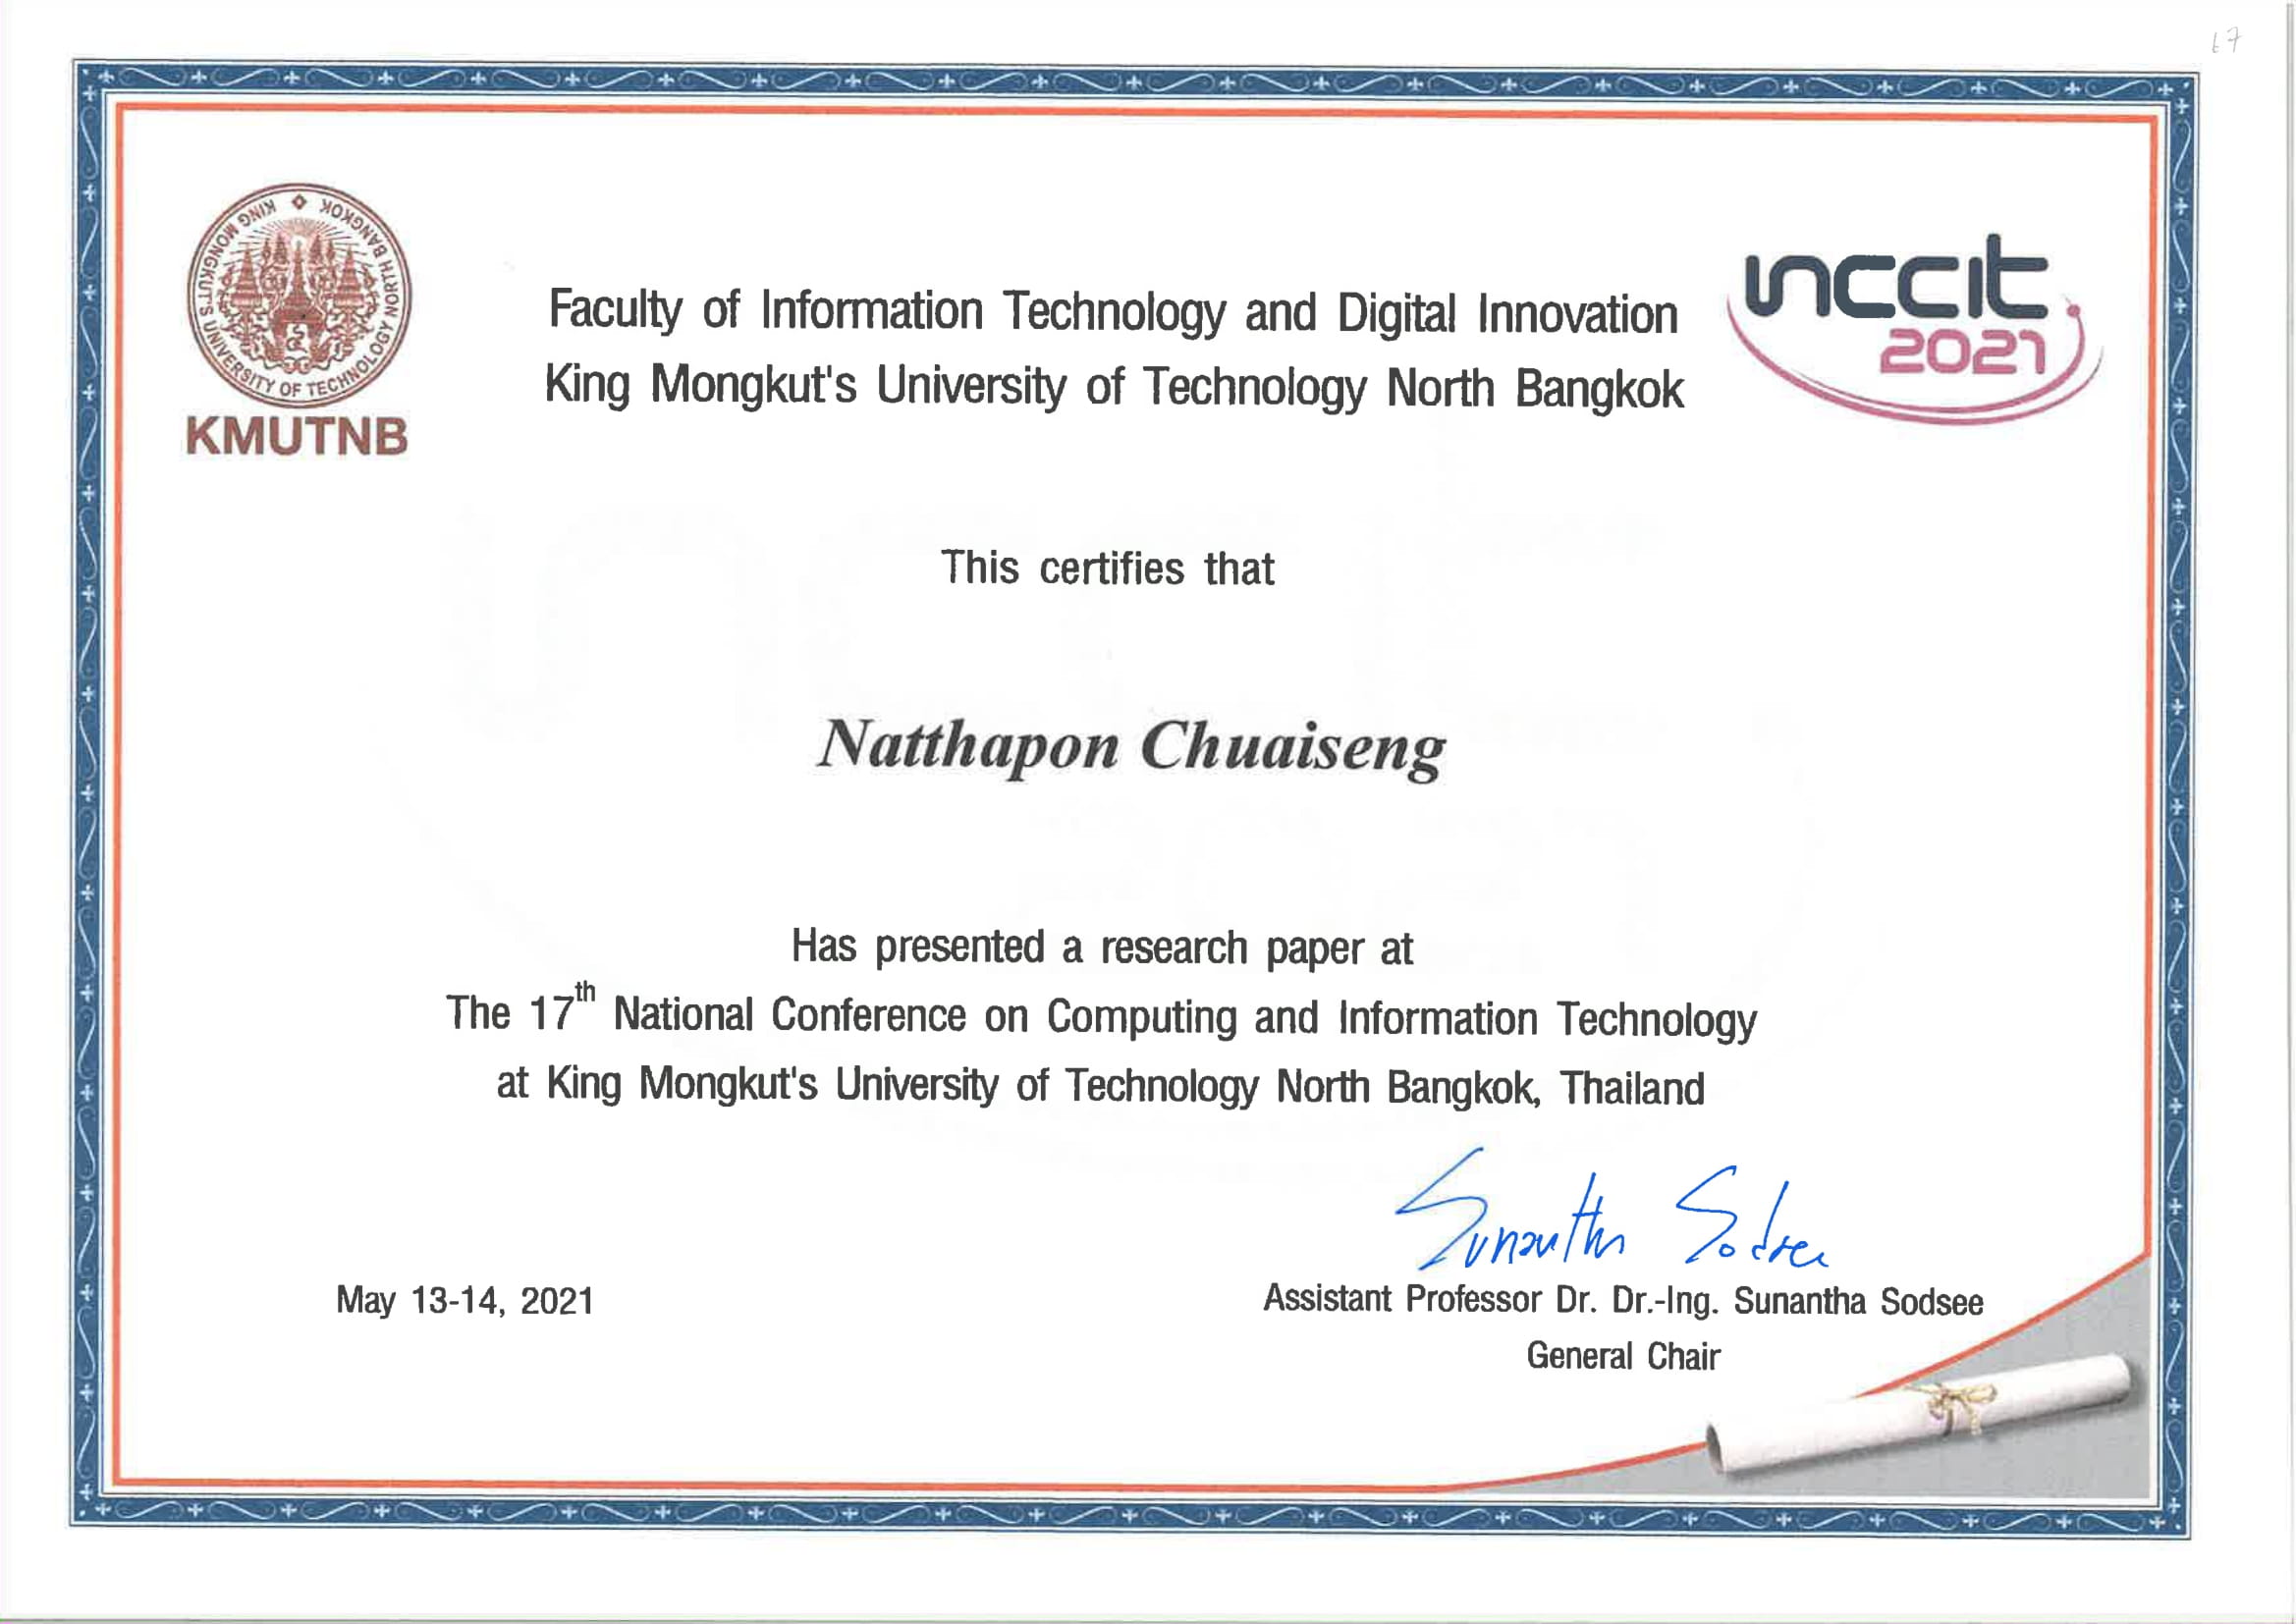 67
KING MONGKUT'S UNIVERSITY OF TECHNOLOGY NORTH BANGKOK
KMUTNB
Faculty of Information Technology and Digital Innovation
King Mongkut's University of Technology North Bangkok
nccit
2021
This certifies that
Natthapon Chuaiseng
Has presented a research paper at
The 17th National Conference on Computing and Information Technology
at King Mongkut's University of Technology North Bangkok, Thailand
Sunantha Sodsee
May 13-14, 2021
Assistant Professor Dr. Dr.-Ing. Sunantha Sodsee
General Chair